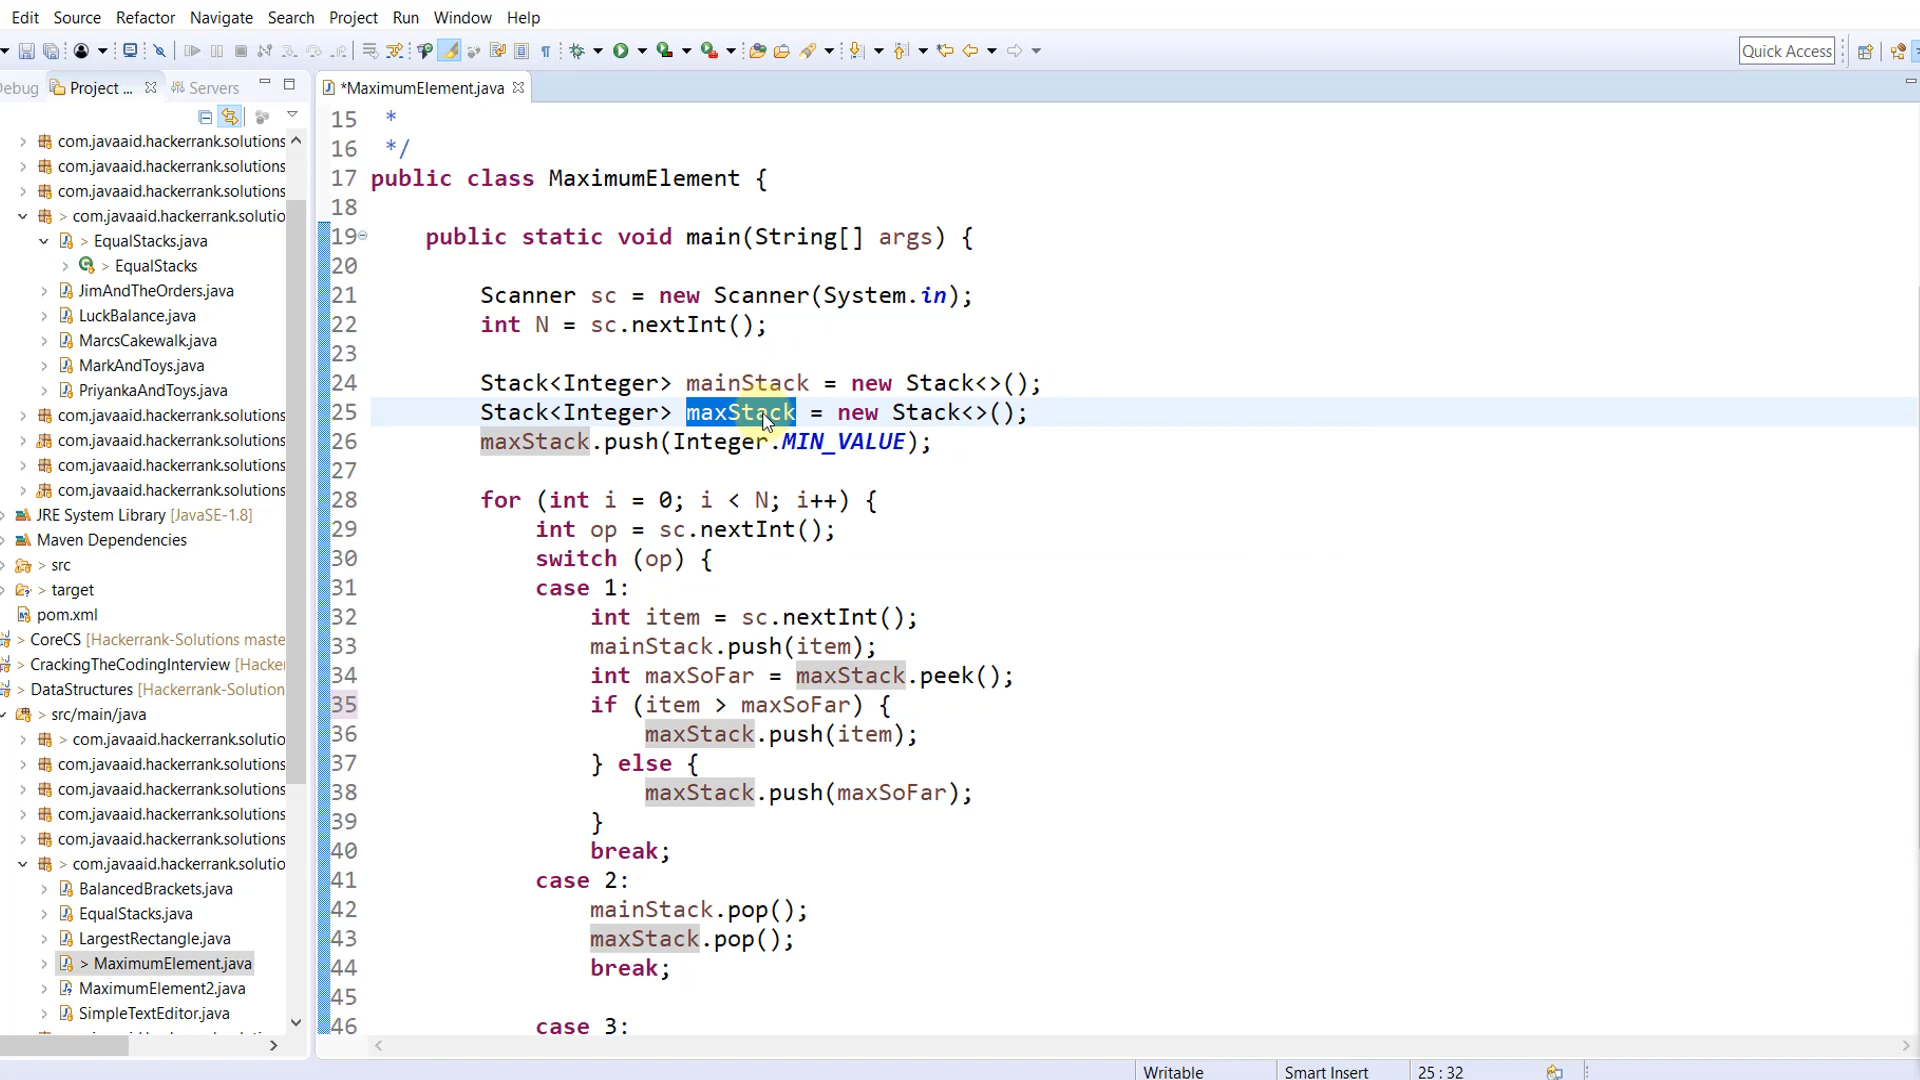 Edit Source Refactor Navigate Search Project Run Window Help
Quick Access
Debug Project ... Servers
*MaximumElement.java
com.javaaid.hackerrank.solutions
com.javaaid.hackerrank.solutions
com.javaaid.hackerrank.solutions
> com.javaaid.hackerrank.solutio
> EqualStacks.java
> EqualStacks
JimAndTheOrders.java
LuckBalance.java
MarcsCakewalk.java
MarkAndToys.java
PriyankaAndToys.java
com.javaaid.hackerrank.solutions
com.javaaid.hackerrank.solutions
com.javaaid.hackerrank.solutions
com.javaaid.hackerrank.solutions
JRE System Library [JavaSE-1.8]
Maven Dependencies
> src
> target
pom.xml
> CoreCS [Hackerrank-Solutions maste
> CrackingTheCodingInterview [Hacker
> DataStructures [Hackerrank-Solution
> src/main/java
> com.javaaid.hackerrank.solutio
com.javaaid.hackerrank.solutions
com.javaaid.hackerrank.solutions
com.javaaid.hackerrank.solutions
com.javaaid.hackerrank.solutions
> com.javaaid.hackerrank.solutio
BalancedBrackets.java
EqualStacks.java
LargestRectangle.java
> MaximumElement.java
MaximumElement2.java
SimpleTextEditor.java
15 *
16 */
17 public class MaximumElement {
18
19 public static void main(String[] args) {
20
21 Scanner sc = new Scanner(System.in);
22 int N = sc.nextInt();
23
24 Stack<Integer> mainStack = new Stack<>();
25 Stack<Integer> maxStack = new Stack<>();
26 maxStack.push(Integer.MIN_VALUE);
27
28 for (int i = 0; i < N; i++) {
29 int op = sc.nextInt();
30 switch (op) {
31 case 1:
32 int item = sc.nextInt();
33 mainStack.push(item);
34 int maxSoFar = maxStack.peek();
35 if (item > maxSoFar) {
36 maxStack.push(item);
37 } else {
38 maxStack.push(maxSoFar);
39 }
40 break;
41 case 2:
42 mainStack.pop();
43 maxStack.pop();
44 break;
45
46 case 3:
Writable Smart Insert 25 : 32